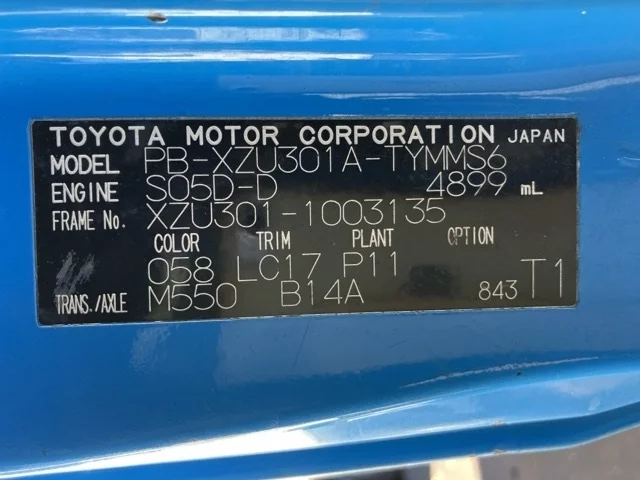 TOYOTA MOTOR CORPORATION JAPAN
MODEL PB-XZU301A-TYMMS6
ENGINE S05D-D 4899 mL
FRAME No. XZU301-1003135
COLOR TRIM PLANT OPTION
058 LC17 P11
TRANS./AXLE M550 B14A 843 T1